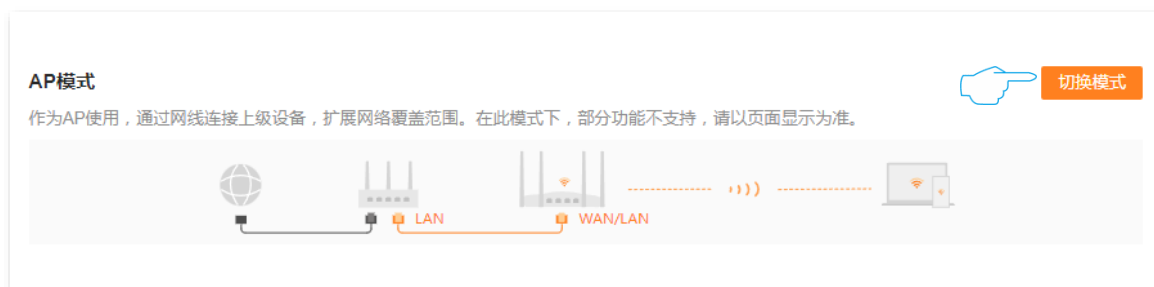 AP模式
切换模式
作为AP使用，通过网线连接上级设备，扩展网络覆盖范围。在此模式下，部分功能不支持，请以页面显示为准。
LAN
WAN/LAN